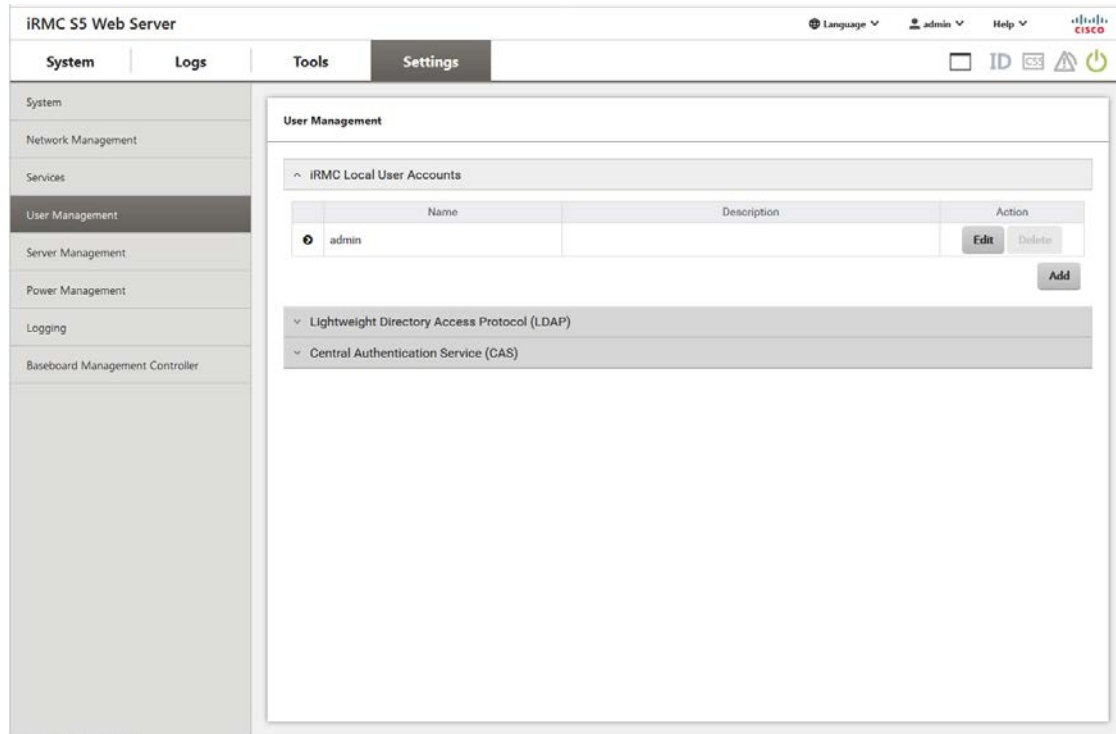 iRMC S5 Web Server
Language admin Help CISCO
System Logs Tools Settings
ID CSS
System
Network Management
Services
User Management
Server Management
Power Management
Logging
Baseboard Management Controller
User Management
iRMC Local User Accounts
Name Description Action
admin Edit Delete
Add
Lightweight Directory Access Protocol (LDAP)
Central Authentication Service (CAS)